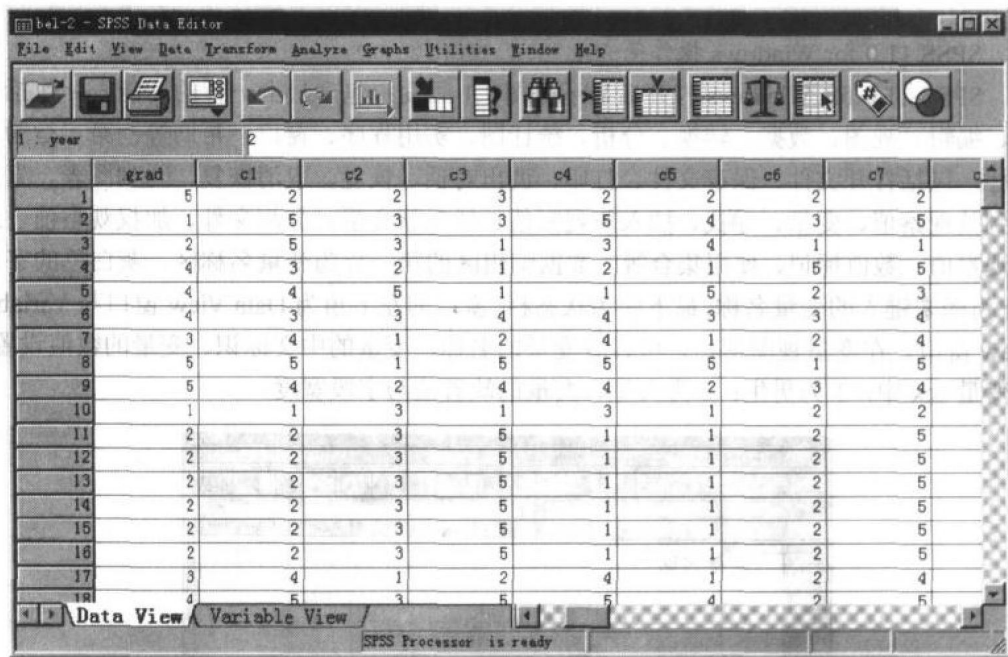 bel-2 - SPSS Data Editor
File Edit View Data Transform Analyze Graphs Utilities Window Help
1 : year 2
grad c1 c2 c3 c4 c5 c6 c7 c
1 5 2 2 3 2 2 2 2
2 1 5 3 3 5 4 3 5
3 2 5 3 1 3 4 1 1
4 4 3 2 1 2 1 5 5
5 4 4 5 1 1 5 2 3
6 4 3 3 4 4 3 3 4
7 3 4 1 2 4 1 2 4
8 5 5 1 5 5 5 1 5
9 5 4 2 4 4 2 3 4
10 1 1 3 1 3 1 2 2
11 2 2 3 5 1 1 2 5
12 2 2 3 5 1 1 2 5
13 2 2 3 5 1 1 2 5
14 2 2 3 5 1 1 2 5
15 2 2 3 5 1 1 2 5
16 2 2 3 5 1 1 2 5
17 3 4 1 2 4 1 2 4
18 4 5 3 5 5 4 2 5
Data View Variable View
SPSS Processor is ready